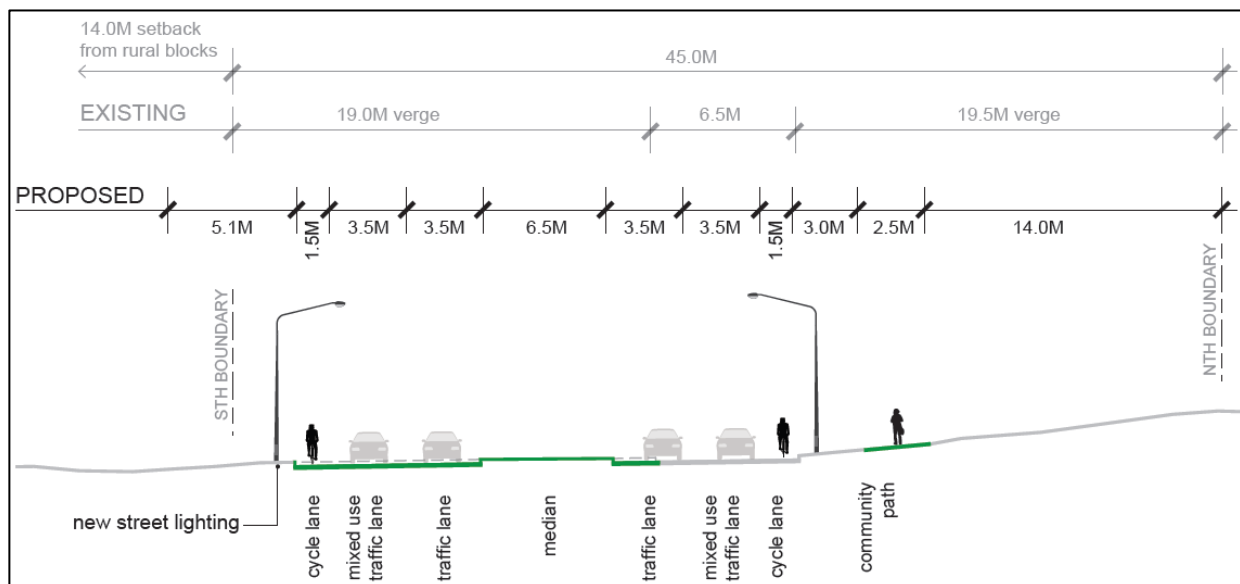 14.0M setback
from rural blocks
45.0M
EXISTING
19.0M verge
6.5M
19.5M verge
PROPOSED
5.1M
1.5M
3.5M
3.5M
6.5M
3.5M
3.5M
1.5M
3.0M
2.5M
14.0M
STH BOUNDARY
NTH BOUNDARY
new street lighting
cycle lane
mixed use
traffic lane
traffic lane
median
traffic lane
mixed use
traffic lane
cycle lane
community
path